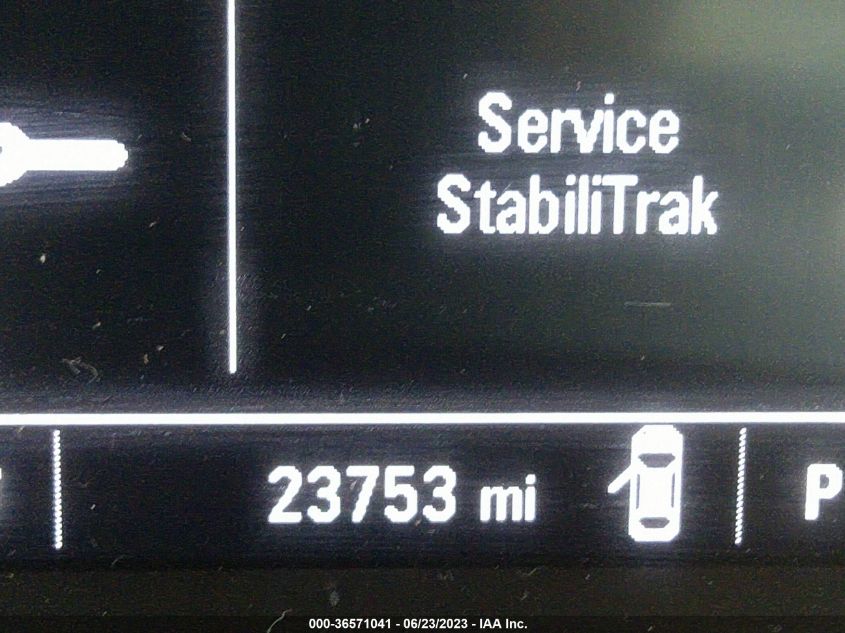 Service
StabiliTrak
23753 mi
P
000-36571041 - 06/23/2023 - IAA Inc.